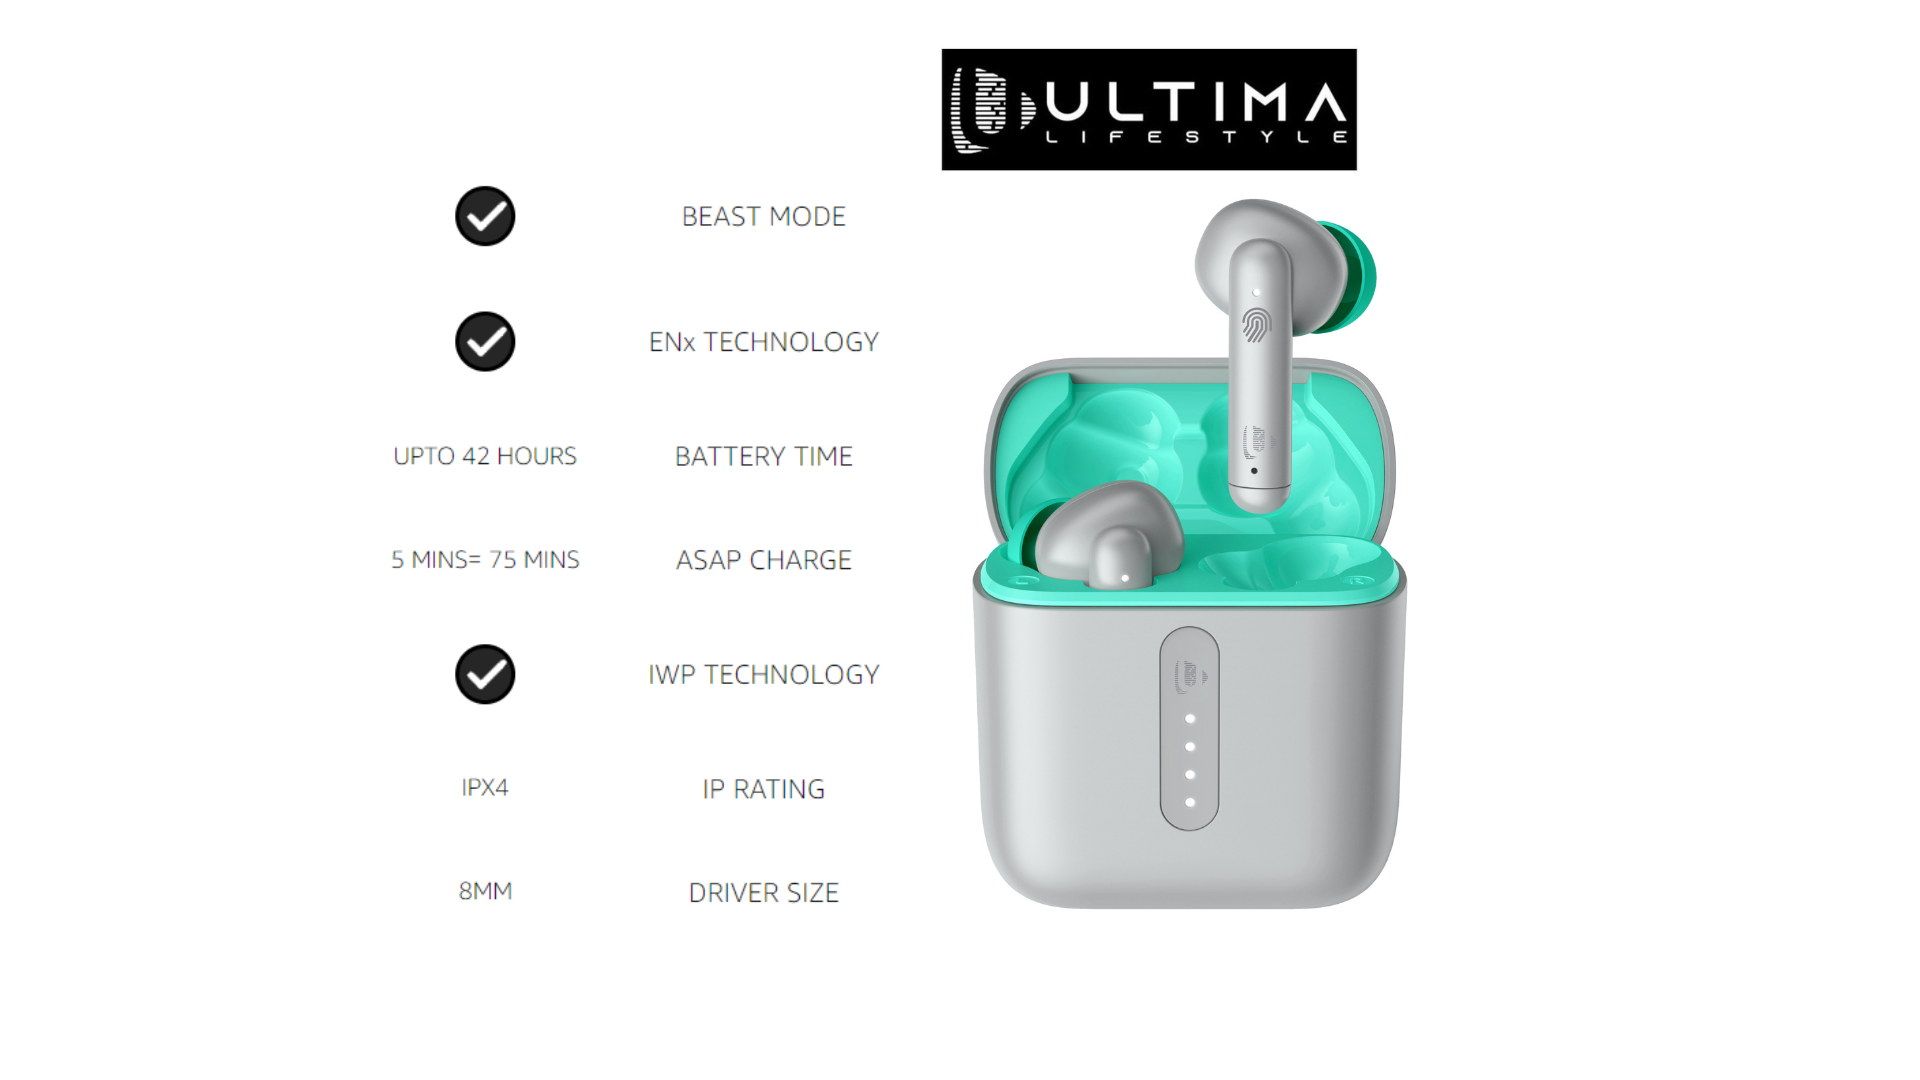 ULTIMA
LIFESTYLE
BEAST MODE
ENx TECHNOLOGY
UPTO 42 HOURS BATTERY TIME
5 MINS= 75 MINS ASAP CHARGE
IWP TECHNOLOGY
IPX4 IP RATING
8MM DRIVER SIZE